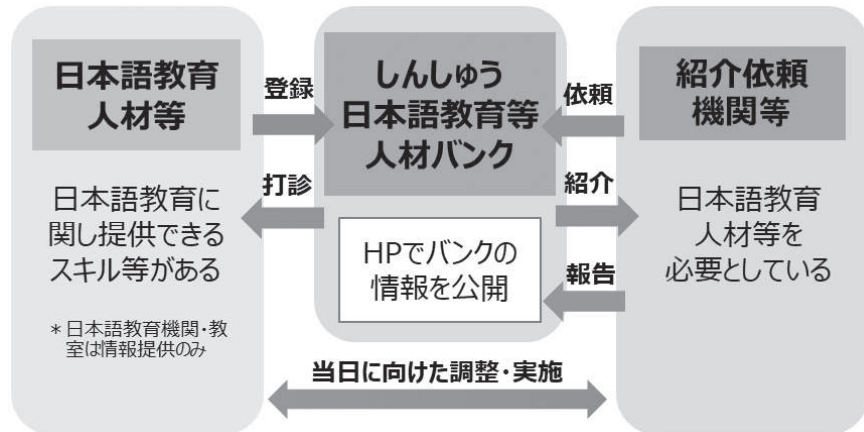 日本語教育
人材等
日本語教育に
関し提供できる
スキル等がある
＊日本語教育機関・教
室は情報提供のみ
登録
打診
しんしゅう
日本語教育等
人材バンク
HPでバンクの
情報を公開
依頼
紹介
報告
紹介依頼
機関等
日本語教育
人材等を
必要としている
当日に向けた調整・実施